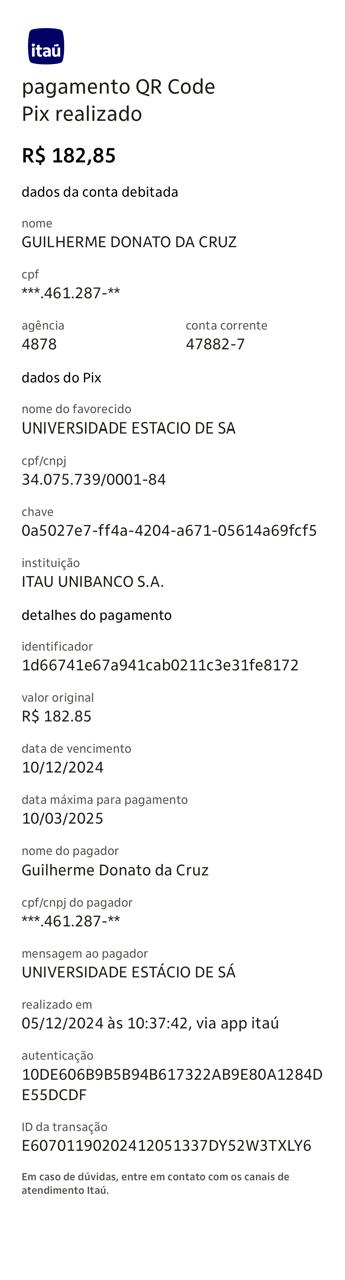 itaú
pagamento QR Code
Pix realizado
R$ 182,85
dados da conta debitada
nome
GUILHERME DONATO DA CRUZ
cpf
***.461.287-**
agência conta corrente
4878 47882-7
dados do Pix
nome do favorecido
UNIVERSIDADE ESTACIO DE SA
cpf/cnpj
34.075.739/0001-84
chave
0a5027e7-ff4a-4204-a671-05614a69fcf5
instituição
ITAU UNIBANCO S.A.
detalhes do pagamento
identificador
1d66741e67a941cab0211c3e31fe8172
valor original
R$ 182.85
data de vencimento
10/12/2024
data máxima para pagamento
10/03/2025
nome do pagador
Guilherme Donato da Cruz
cpf/cnpj do pagador
***.461.287-**
mensagem ao pagador
UNIVERSIDADE ESTÁCIO DE SÁ
realizado em
05/12/2024 às 10:37:42, via app itaú
autenticação
10DE606B9B5B94B617322AB9E80A1284D
E55DCDF
ID da transação
E60701190202412051337DY52W3TXLY6
Em caso de dúvidas, entre em contato com os canais de
atendimento Itaú.